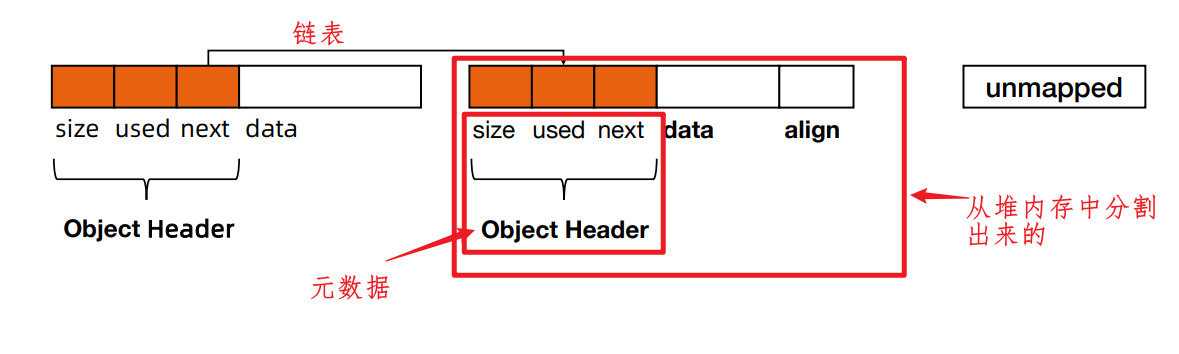 链表
unmapped
size used next data
size used next data align
Object Header
Object Header
从堆内存中分割
出来的
元数据